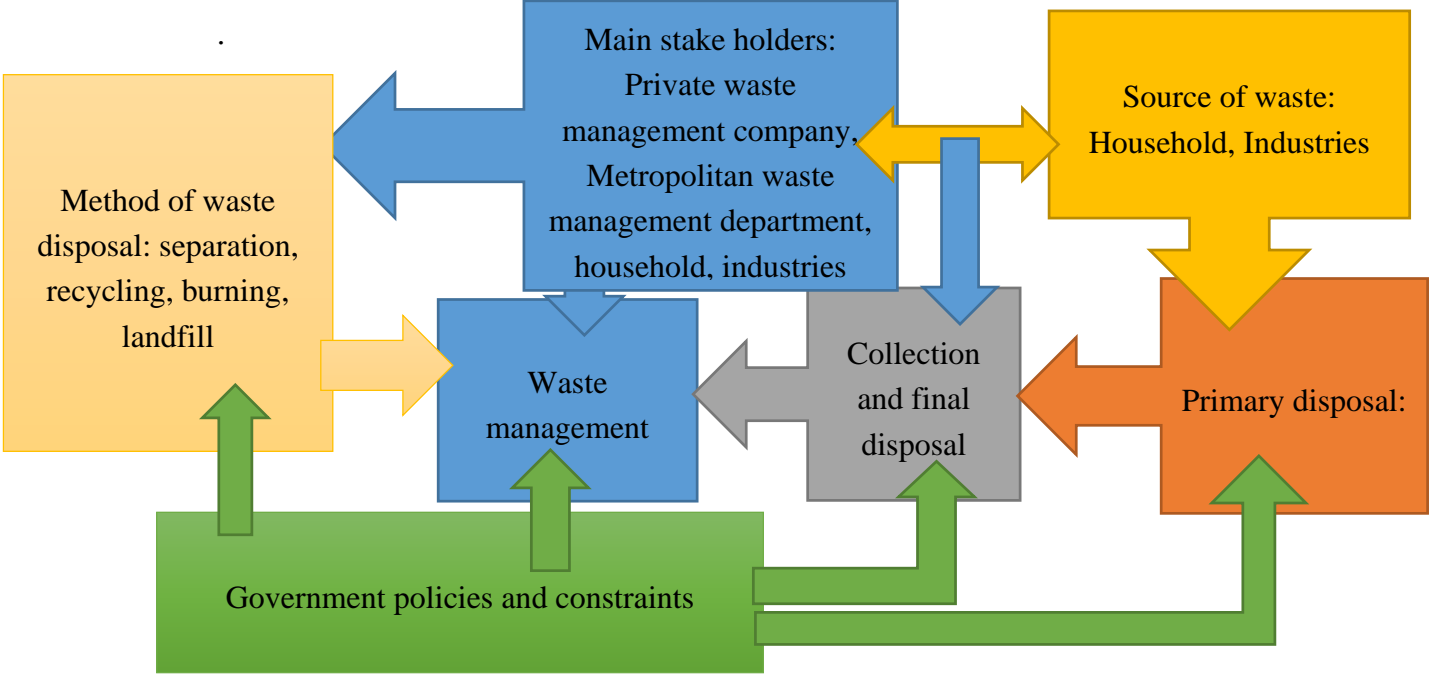 .
Main stake holders:
Private waste
management company,
Metropolitan waste
management department,
household, industries
Source of waste:
Household, Industries
Method of waste
disposal: separation,
recycling, burning,
landfill
Waste
management
Collection
and final
disposal
Primary disposal:
Government policies and constraints